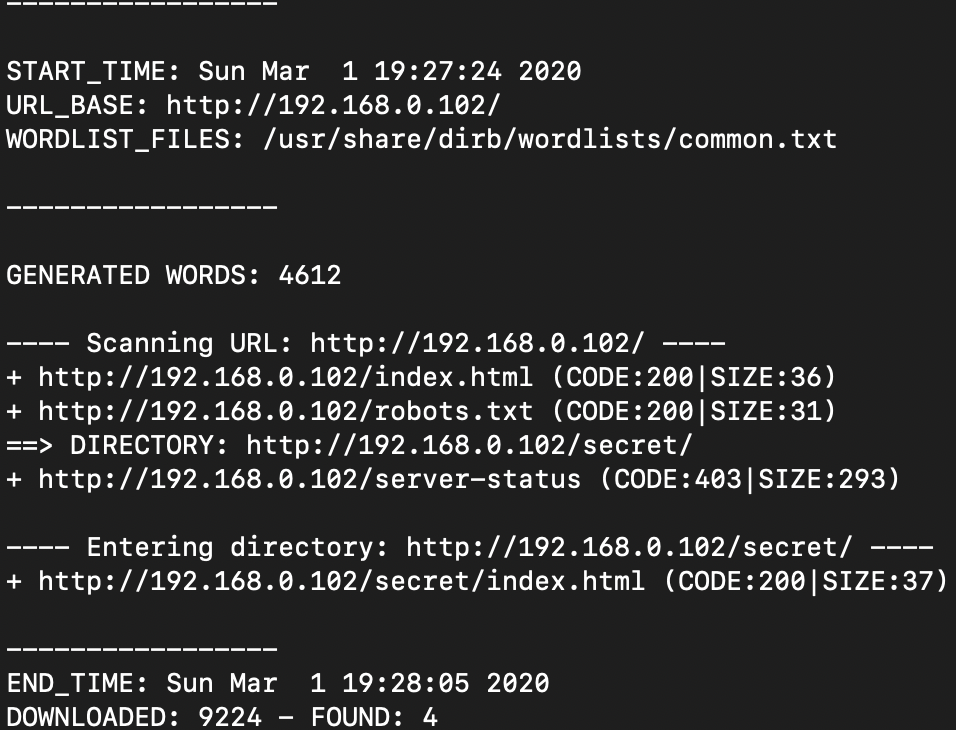 -----------------
START_TIME: Sun Mar  1 19:27:24 2020
URL_BASE: http://192.168.0.102/
WORDLIST_FILES: /usr/share/dirb/wordlists/common.txt
-----------------
GENERATED WORDS: 4612
---- Scanning URL: http://192.168.0.102/ ----
+ http://192.168.0.102/index.html (CODE:200|SIZE:36)
+ http://192.168.0.102/robots.txt (CODE:200|SIZE:31)
==> DIRECTORY: http://192.168.0.102/secret/
+ http://192.168.0.102/server-status (CODE:403|SIZE:293)
---- Entering directory: http://192.168.0.102/secret/ ----
+ http://192.168.0.102/secret/index.html (CODE:200|SIZE:37)
-----------------
END_TIME: Sun Mar  1 19:28:05 2020
DOWNLOADED: 9224 - FOUND: 4